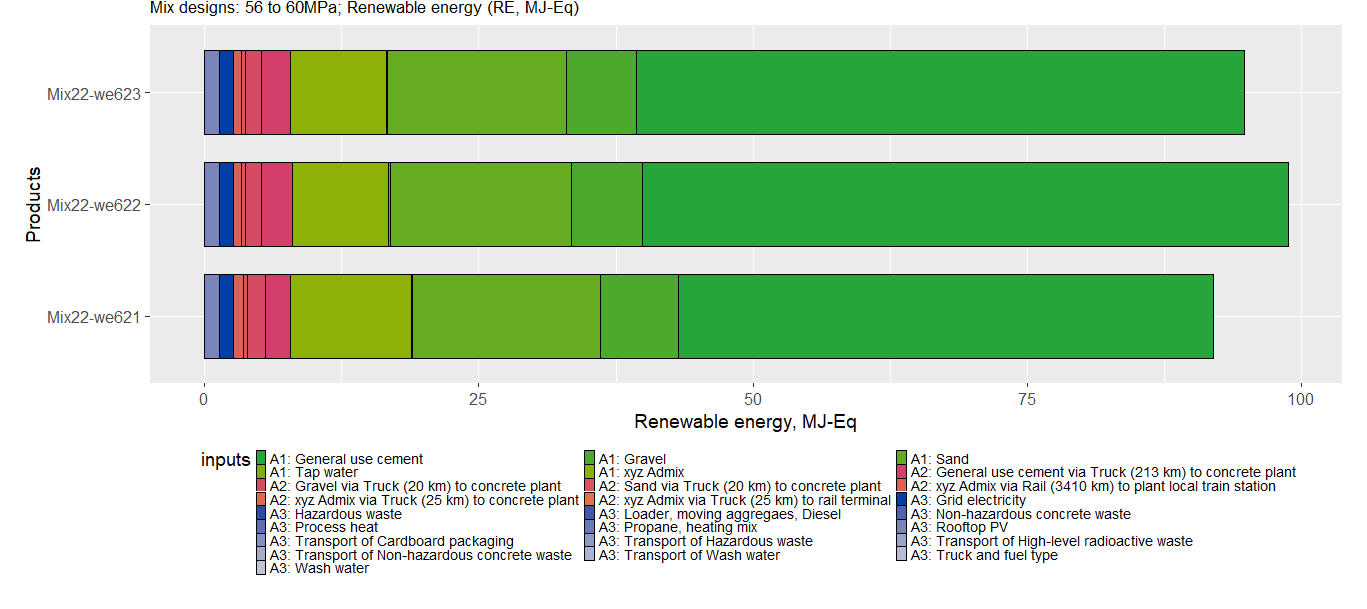 Mix designs: 56 to 60MPa; Renewable energy (RE, MJ-Eq)
Products
Mix22-we623
Mix22-we622
Mix22-we621
0 25 50 75 100
Renewable energy, MJ-Eq
inputs
A1: General use cement A1: Gravel A1: Sand
A1: Tap water A1: xyz Admix A2: General use cement via Truck (213 km) to concrete plant
A2: Gravel via Truck (20 km) to concrete plant A2: Sand via Truck (20 km) to concrete plant A2: xyz Admix via Rail (3410 km) to plant local train station
A2: xyz Admix via Truck (25 km) to concrete plant A2: xyz Admix via Truck (25 km) to rail terminal A3: Grid electricity
A3: Hazardous waste A3: Loader, moving aggregaes, Diesel A3: Non-hazardous concrete waste
A3: Process heat A3: Propane, heating mix A3: Rooftop PV
A3: Transport of Cardboard packaging A3: Transport of Hazardous waste A3: Transport of High-level radioactive waste
A3: Transport of Non-hazardous concrete waste A3: Transport of Wash water A3: Truck and fuel type
A3: Wash water